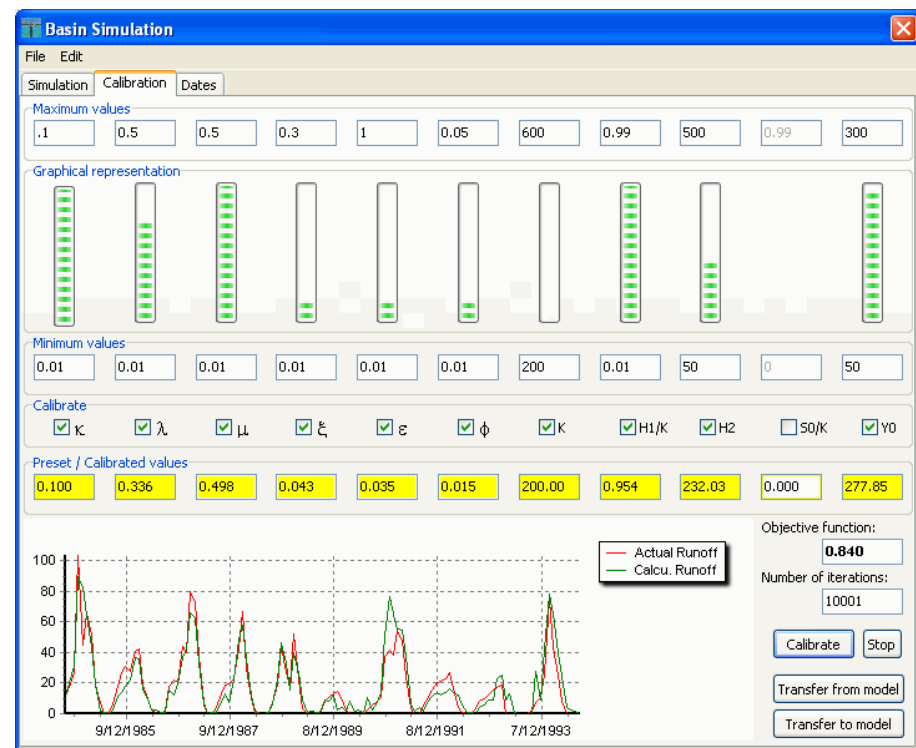 Basin Simulation
File Edit
Simulation Calibration Dates
Maximum values
.1 0.5 0.5 0.3 1 0.05 600 0.99 500 0.99 300
Graphical representation
Minimum values
0.01 0.01 0.01 0.01 0.01 0.01 200 0.01 50 0 50
Calibrate
κ λ μ ξ ε φ K H1/K H2 S0/K Y0
Preset / Calibrated values
0.100 0.336 0.498 0.043 0.035 0.015 200.00 0.954 232.03 0.000 277.85
Objective function:
0.840
Number of iterations:
10001
Calibrate Stop
Transfer from model
Transfer to model
Actual Runoff
Calcu. Runoff
100
80
60
40
20
0
9/12/1985 9/12/1987 8/12/1989 8/12/1991 7/12/1993